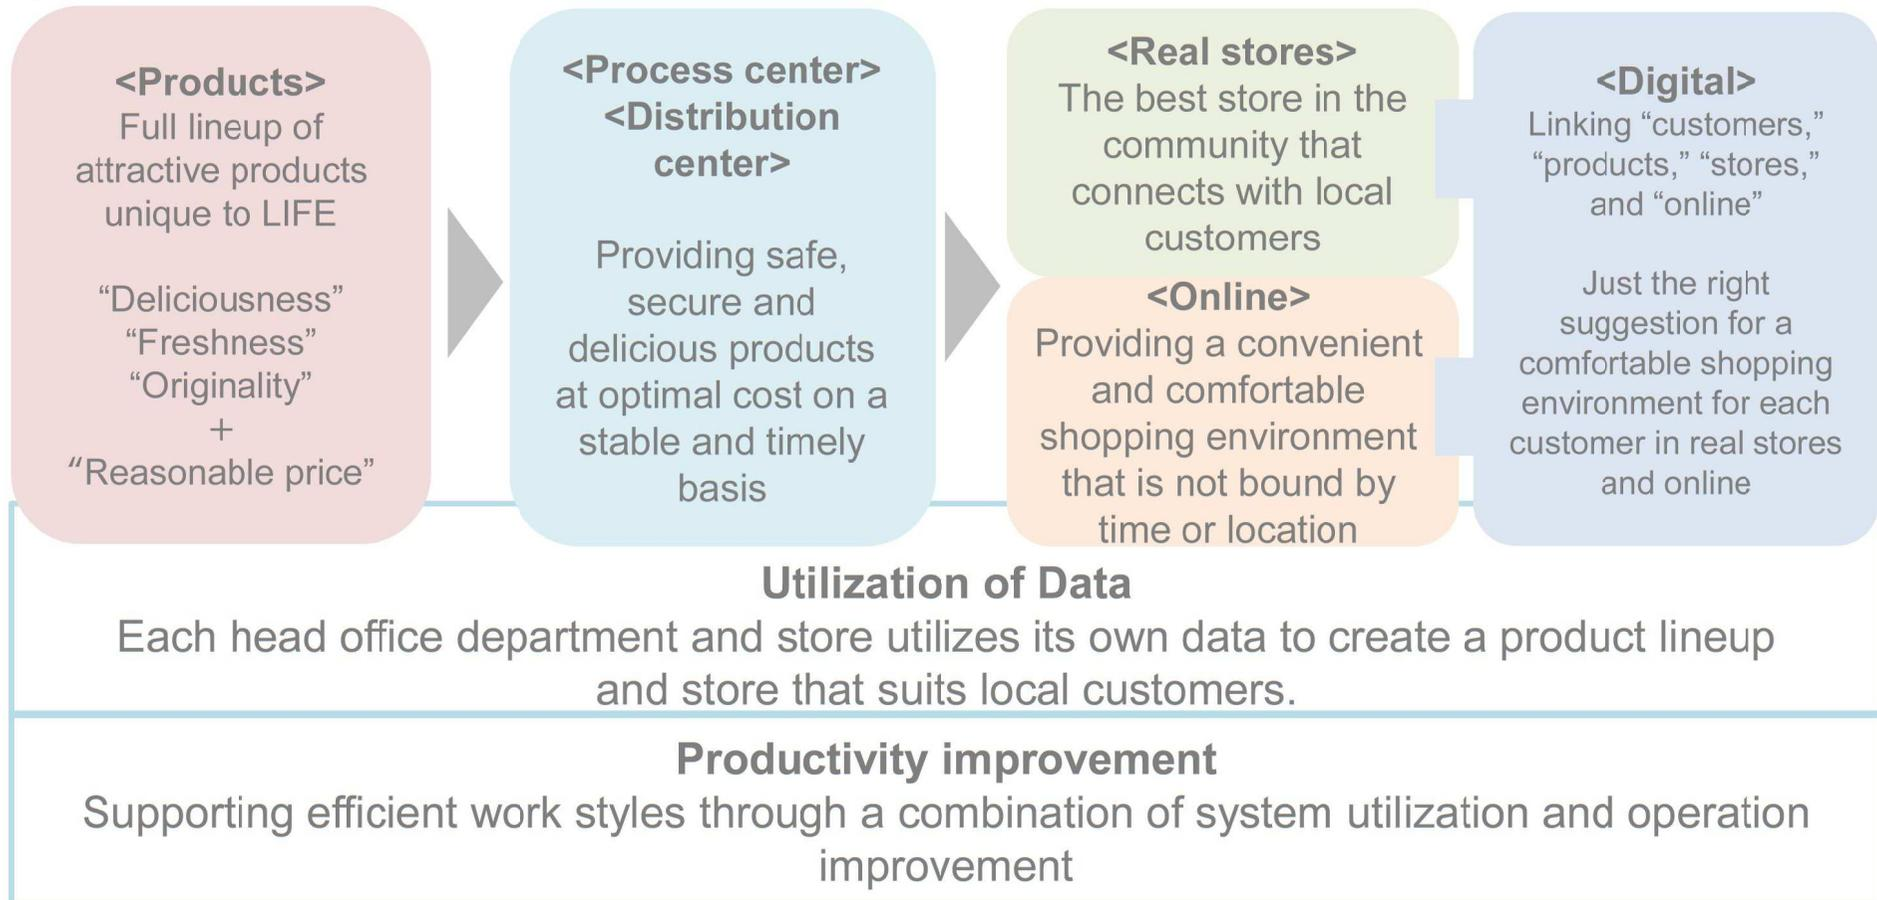 <Products>
Full lineup of
attractive products
unique to LIFE
“Deliciousness”
“Freshness”
“Originality”
+
“Reasonable price”
<Process center>
<Distribution
center>
Providing safe,
secure and
delicious products
at optimal cost on a
stable and timely
basis
<Real stores>
The best store in the
community that
connects with local
customers
<Online>
Providing a convenient
and comfortable
shopping environment
that is not bound by
time or location
<Digital>
Linking “customers,”
“products,” “stores,”
and “online”
Just the right
suggestion for a
comfortable shopping
environment for each
customer in real stores
and online
Utilization of Data
Each head office department and store utilizes its own data to create a product lineup
and store that suits local customers.
Productivity improvement
Supporting efficient work styles through a combination of system utilization and operation
improvement